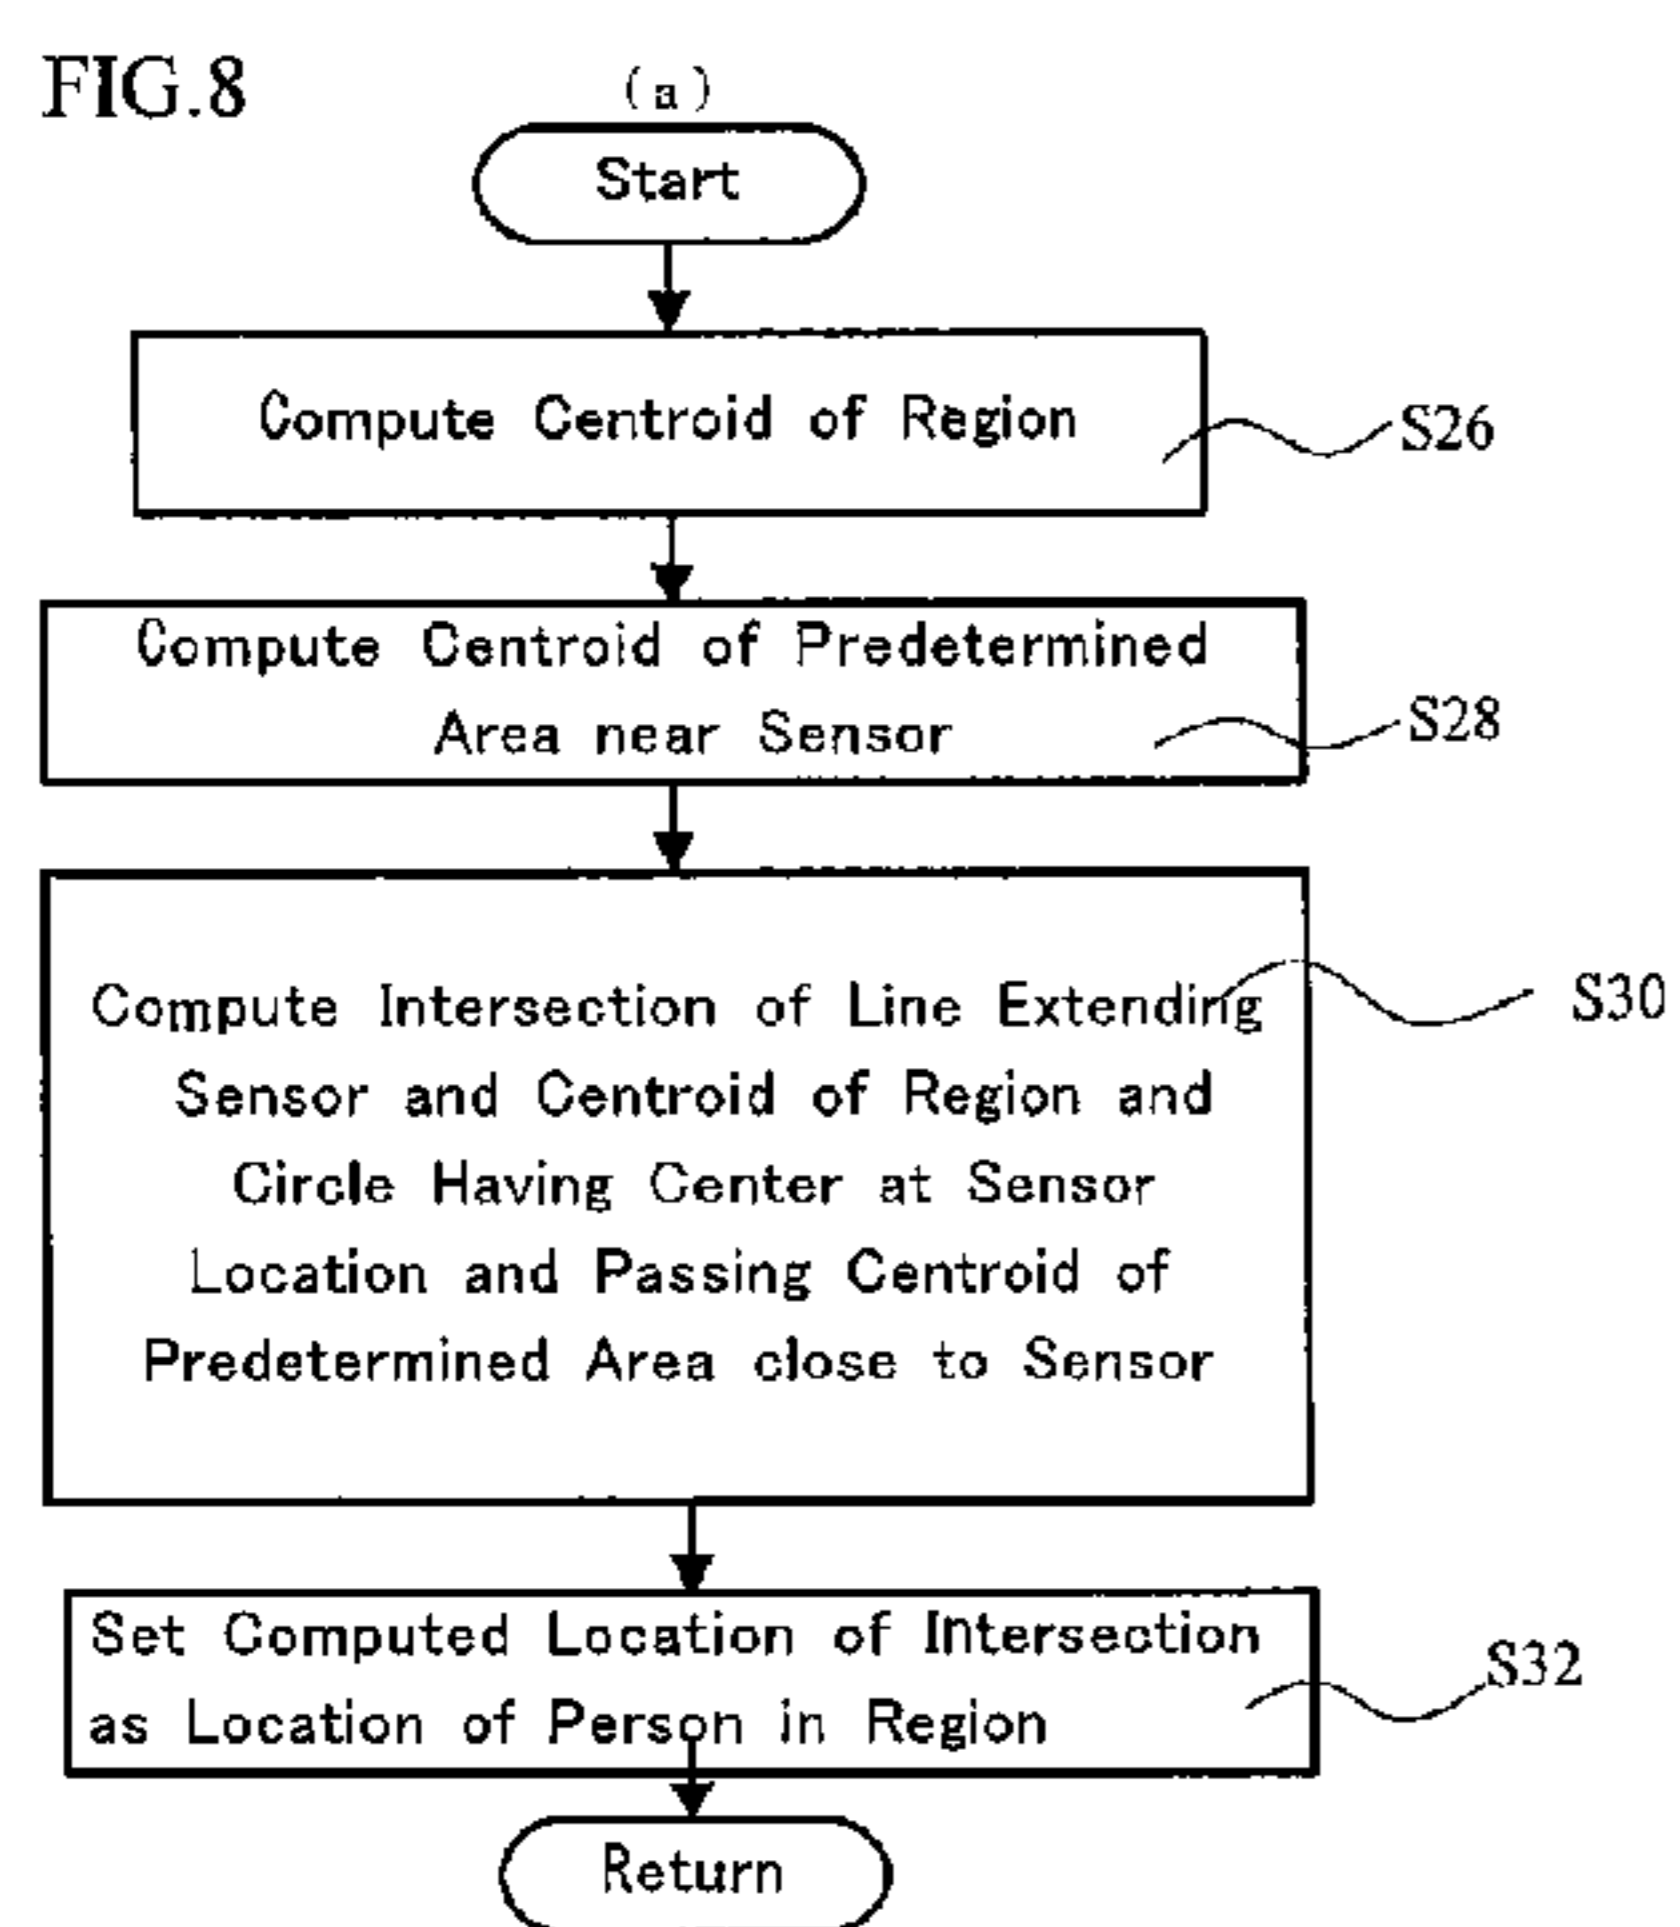 FIG.8
(a)
Start
Compute Centroid of Region
S26
Compute Centroid of Predetermined
Area near Sensor
S28
Compute Intersection of Line Extending
Sensor and Centroid of Region and
Circle Having Center at Sensor
Location and Passing Centroid of
Predetermined Area close to Sensor
S30
Set Computed Location of Intersection
as Location of Person in Region
S32
Return